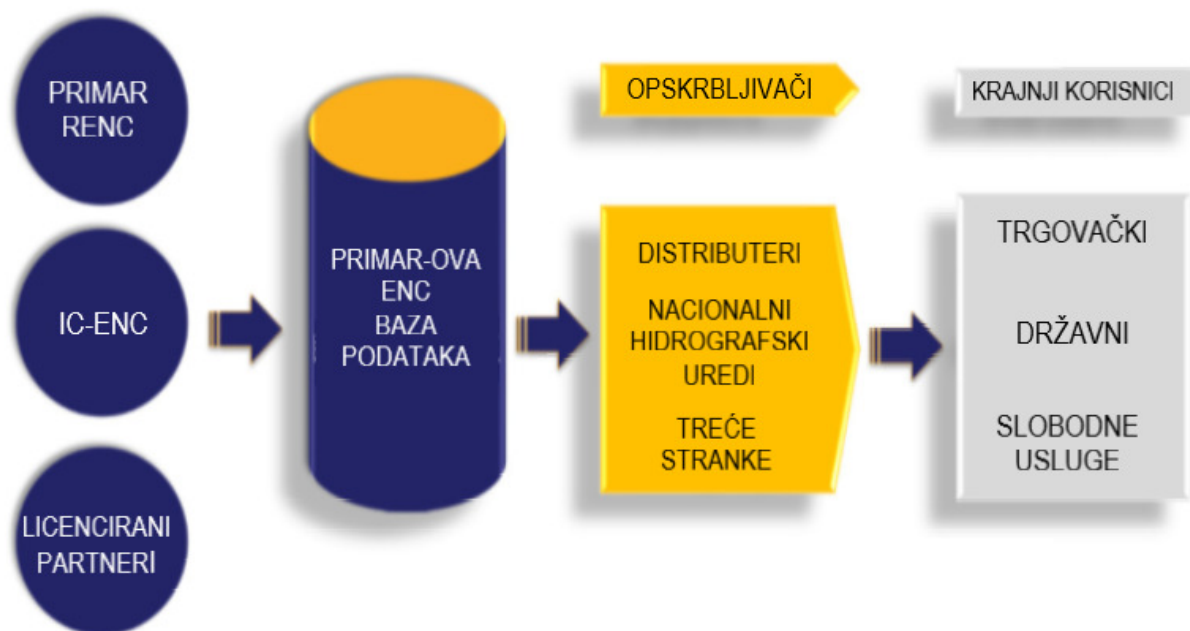 PRIMAR
RENC
IC-ENC
LICENCIRANI
PARTNERI
PRIMAR-OVA
ENC
BAZA
PODATAKA
OPSKRBLJIVAČI
DISTRIBUTERI
NACIONALNI
HIDROGRAFSKI
UREDI
TREĆE
STRANKE
KRAJNJI KORISNICI
TRGOVAČKI
DRŽAVNI
SLOBODNE
USLUGE